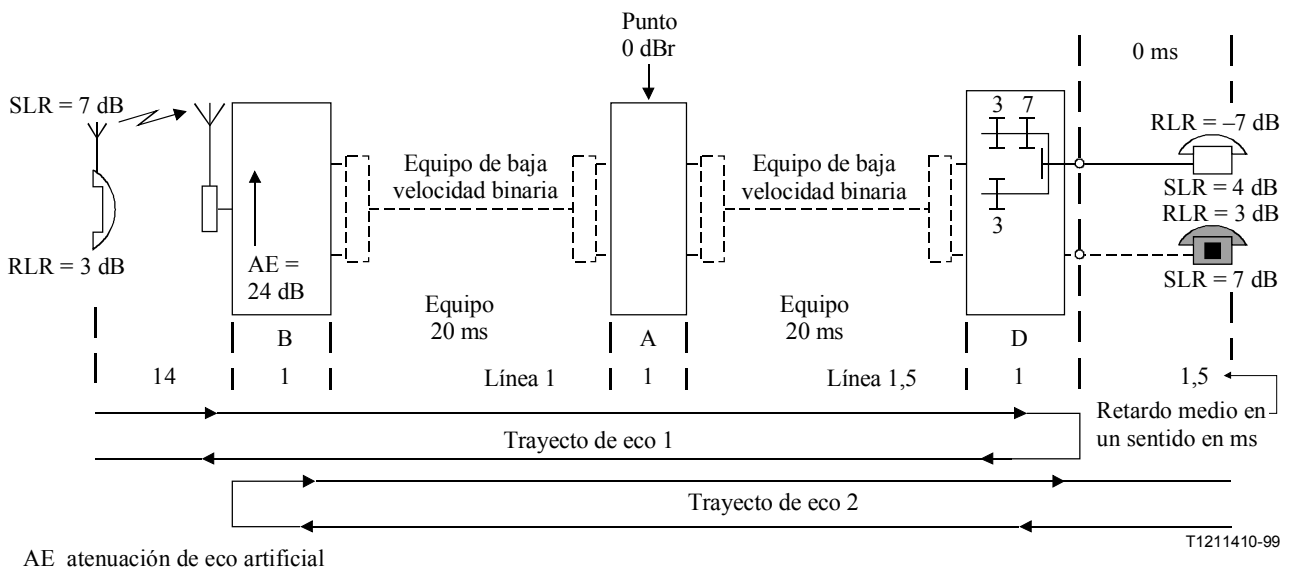 Punto
0 dBr
0 ms
SLR = 7 dB
3 7
RLR = –7 dB
Equipo de baja
velocidad binaria
Equipo de baja
velocidad binaria
SLR = 4 dB
RLR = 3 dB
3
RLR = 3 dB
AE =
24 dB
SLR = 7 dB
Equipo
20 ms
Equipo
20 ms
B
A
D
14
1
Línea 1
1
Línea 1,5
1
1,5
Retardo medio en
un sentido en ms
Trayecto de eco 1
Trayecto de eco 2
T1211410-99
AE atenuación de eco artificial